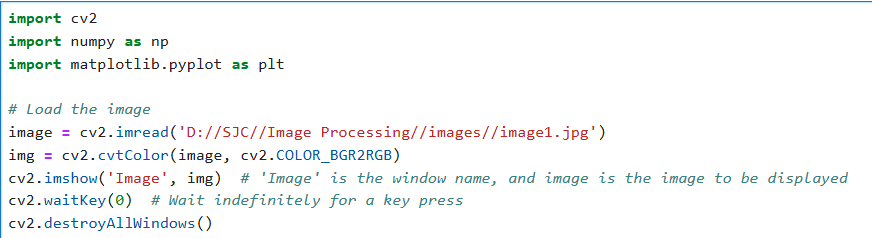 import cv2
import numpy as np
import matplotlib.pyplot as plt
# Load the image
image = cv2.imread('D://SJC//Image Processing//images//image1.jpg')
img = cv2.cvtColor(image, cv2.COLOR_BGR2RGB)
cv2.imshow('Image', img)  # 'Image' is the window name, and image is the image to be displayed
cv2.waitKey(0)  # Wait indefinitely for a key press
cv2.destroyAllWindows()